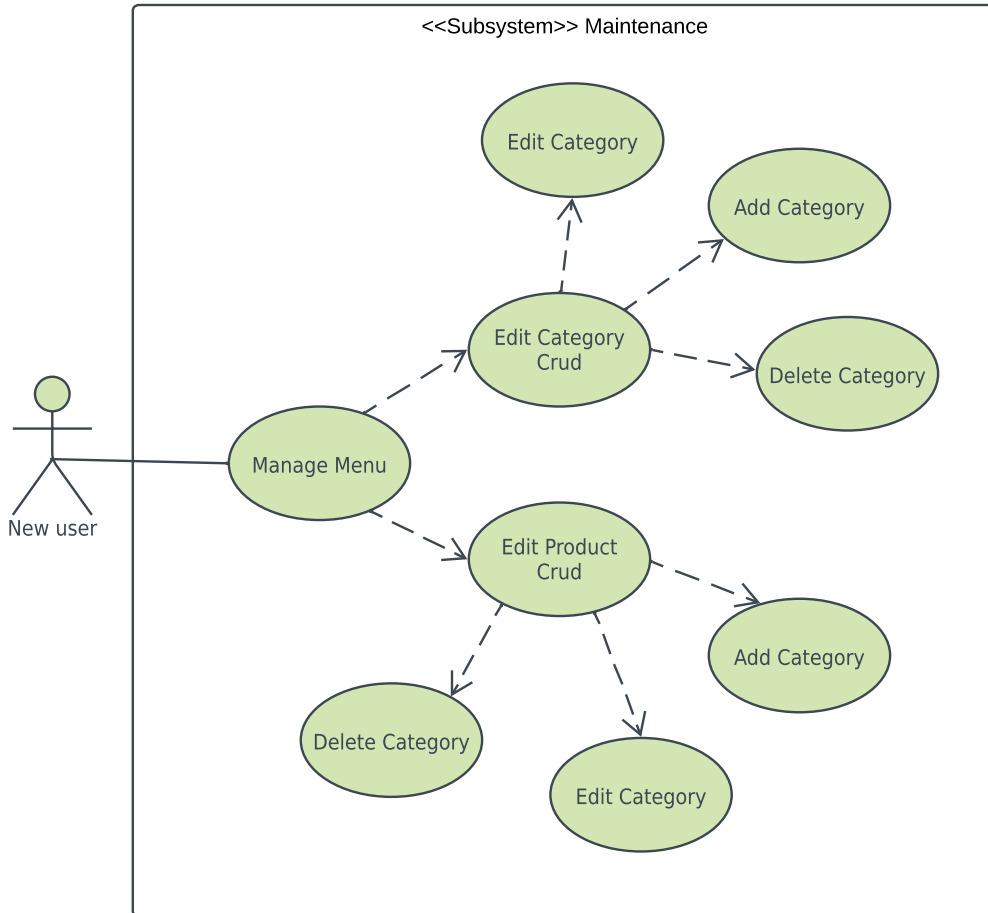 <<Subsystem>> Maintenance
Edit Category
Add Category
Edit Category
Crud
Delete Category
Manage Menu
New user
Edit Product
Crud
Add Category
Delete Category
Edit Category